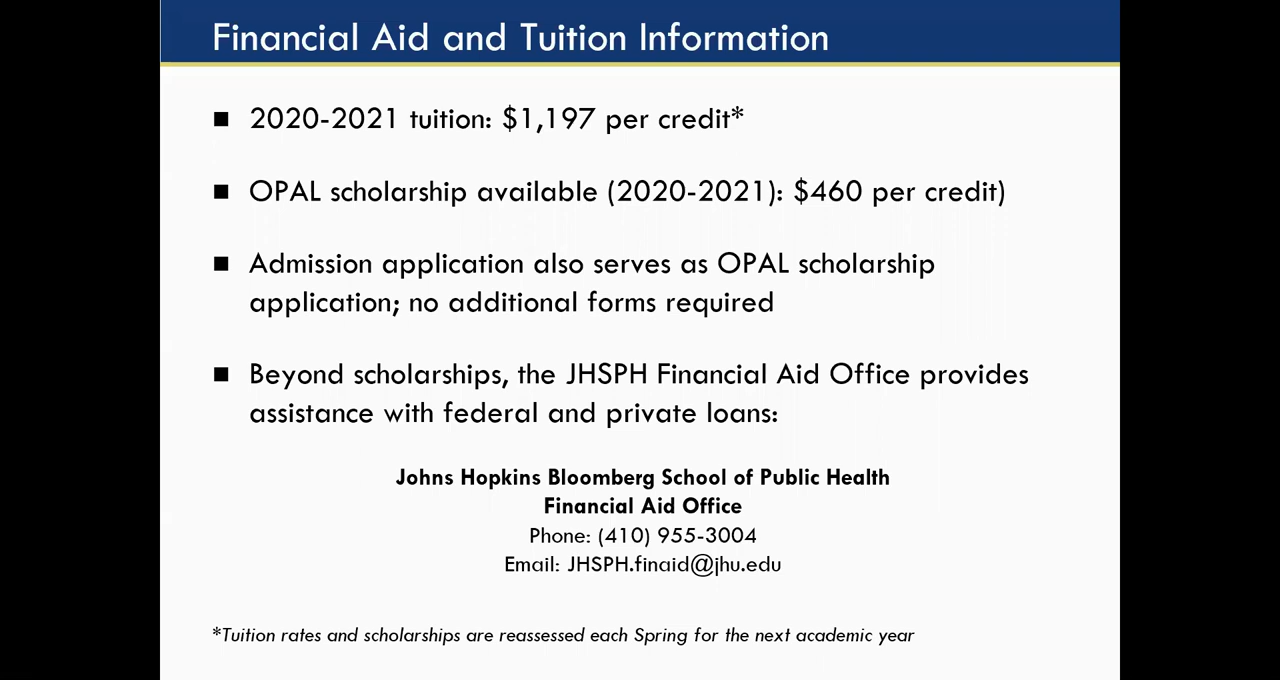 Financial Aid and Tuition Information
■ 2020-2021 tuition: $1,197 per credit*
■ OPAL scholarship available (2020-2021): $460 per credit)
■ Admission application also serves as OPAL scholarship
application; no additional forms required
■ Beyond scholarships, the JHSPH Financial Aid Office provides
assistance with federal and private loans:
Johns Hopkins Bloomberg School of Public Health
Financial Aid Office
Phone: (410) 955-3004
Email: JHSPH.finaid@jhu.edu
*Tuition rates and scholarships are reassessed each Spring for the next academic year